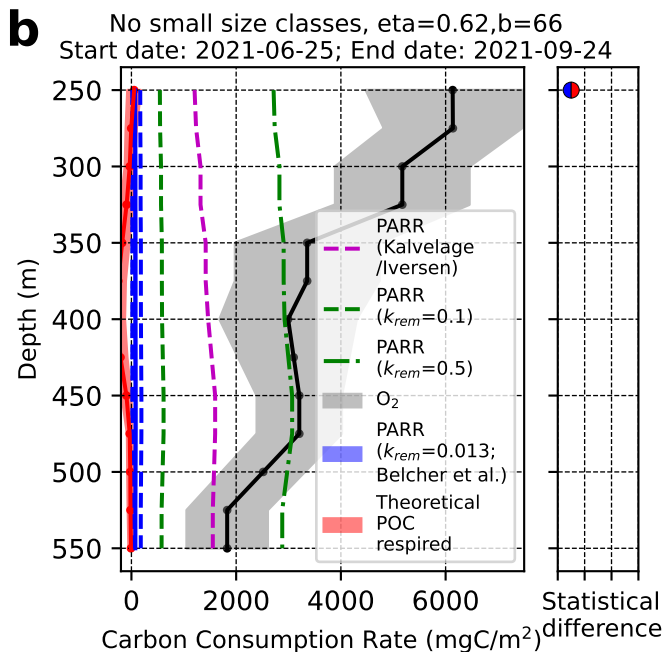 b
No small size classes, eta=0.62,b=66
Start date: 2021-06-25; End date: 2021-09-24
250
300
350
400
450
500
550
Depth (m)
0
2000
4000
6000
Carbon Consumption Rate (mgC/m²)
PARR
(Kalvelage
/Iversen)
PARR
(k_rem=0.1)
PARR
(k_rem=0.5)
O₂
PARR
(k_rem=0.013;
Belcher et al.)
Theoretical
POC
respired
Statistical
difference